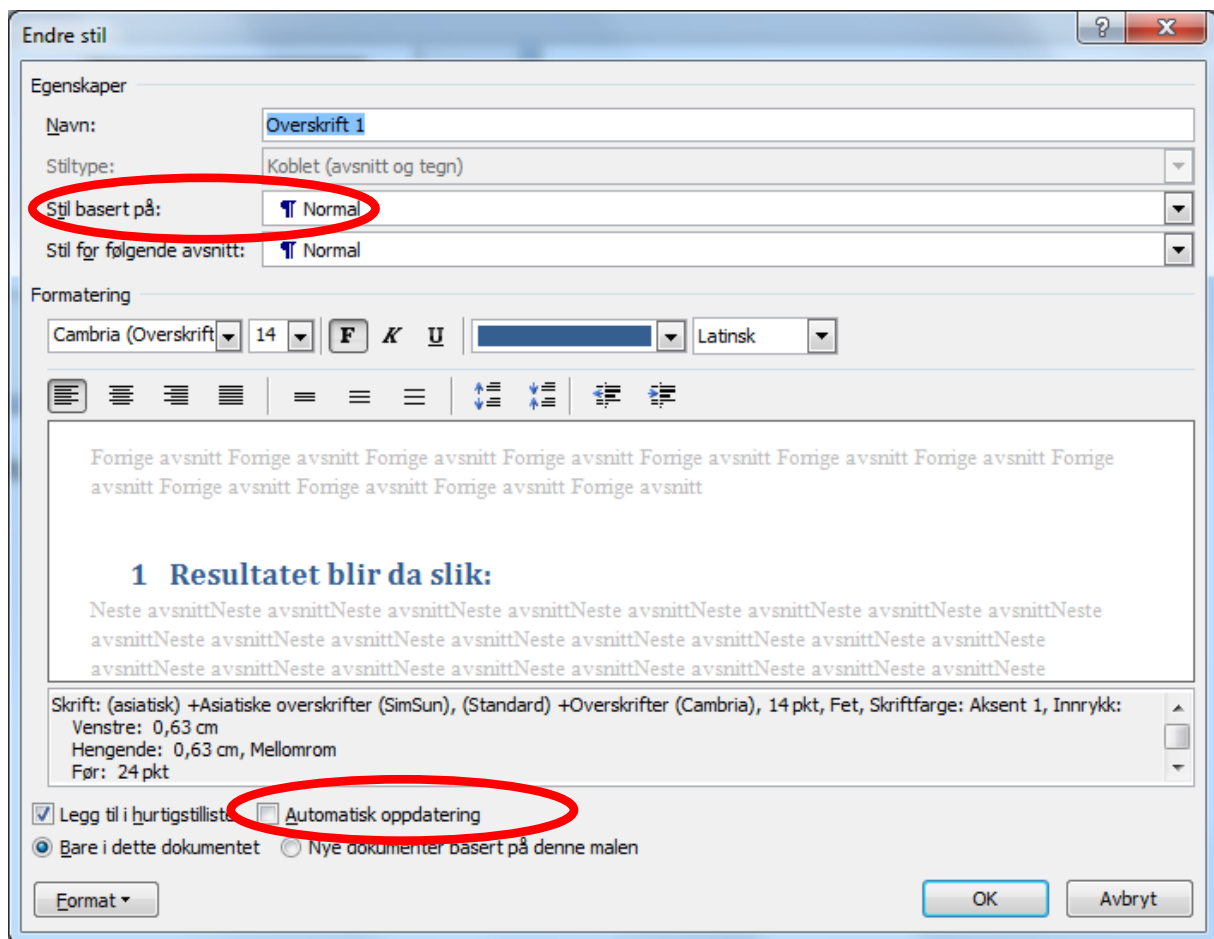 Endre stil
Egenskaper
Navn: Overskrift 1
Stiltype: Koblet (avsnitt og tegn)
Stil basert på: ¶ Normal
Stil for følgende avsnitt: ¶ Normal
Formatering
Cambria (Overskrift 14 F K U Latinsk
Forrige avsnitt Forrige avsnitt Forrige avsnitt Forrige avsnitt Forrige avsnitt Forrige avsnitt Forrige avsnitt Forrige
avsnitt Forrige avsnitt Forrige avsnitt Forrige avsnitt Forrige avsnitt
1 Resultatet blir da slik:
Neste avsnittNeste avsnittNeste avsnittNeste avsnittNeste avsnittNeste avsnittNeste avsnittNeste
avsnittNeste avsnittNeste avsnittNeste avsnittNeste avsnittNeste avsnittNeste avsnittNeste
avsnittNeste avsnittNeste avsnittNeste avsnittNeste avsnittNeste avsnittNeste avsnittNeste
Skrift: (asiatisk) +Asiatiske overskrifter (SimSun), (Standard) +Overskrifter (Cambria), 14 pkt, Fet, Skriftfarge: Aksent 1, Innrykk:
Venstre: 0,63 cm
Hengende: 0,63 cm, Mellomrom
Før: 24 pkt
Legg til i hurtigstilliste Automatisk oppdatering
Bare i dette dokumentet Nye dokumenter basert på denne malen
Format OK Avbryt